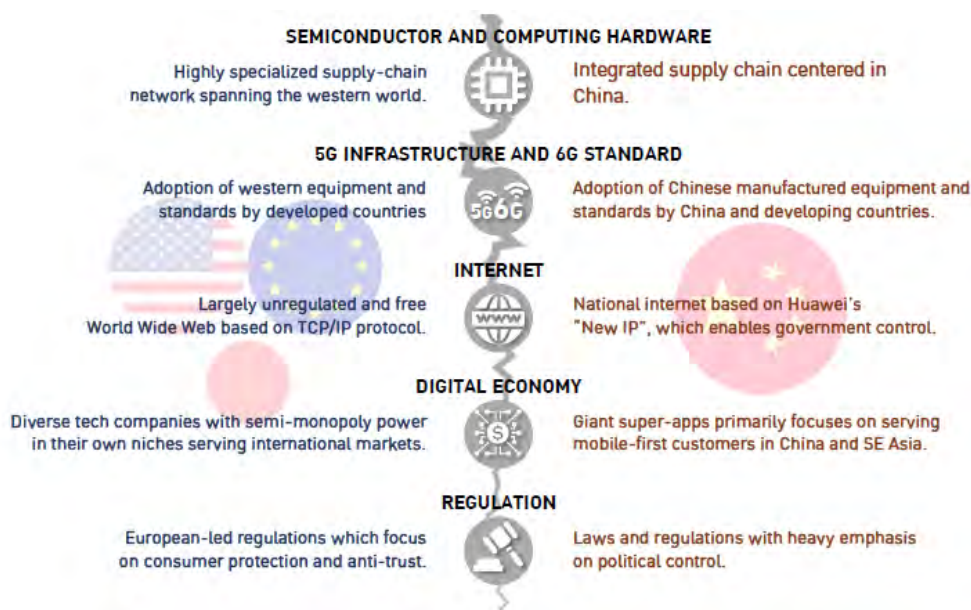 SEMICONDUCTOR AND COMPUTING HARDWARE
Highly specialized supply-chain
network spanning the western world.
Integrated supply chain centered in
China.
5G INFRASTRUCTURE AND 6G STANDARD
Adoption of western equipment and
standards by developed countries
5G 6G
Adoption of Chinese manufactured equipment and
standards by China and developing countries.
INTERNET
Largely unregulated and free
World Wide Web based on TCP/IP protocol.
WWW
National internet based on Huawei's
"New IP", which enables government control.
DIGITAL ECONOMY
Diverse tech companies with semi-monopoly power
in their own niches serving international markets.
$
Giant super-apps primarily focuses on serving
mobile-first customers in China and SE Asia.
REGULATION
European-led regulations which focus
on consumer protection and anti-trust.
Laws and regulations with heavy emphasis
on political control.